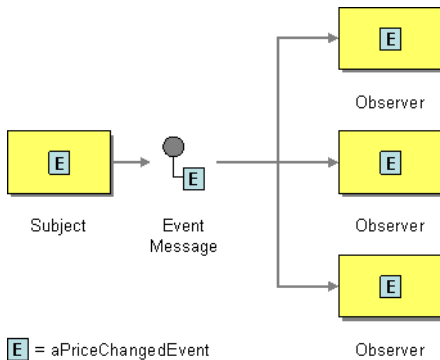 E
Observer
E
E
E
Subject
Event
Message
Observer
E
E = aPriceChangedEvent
Observer